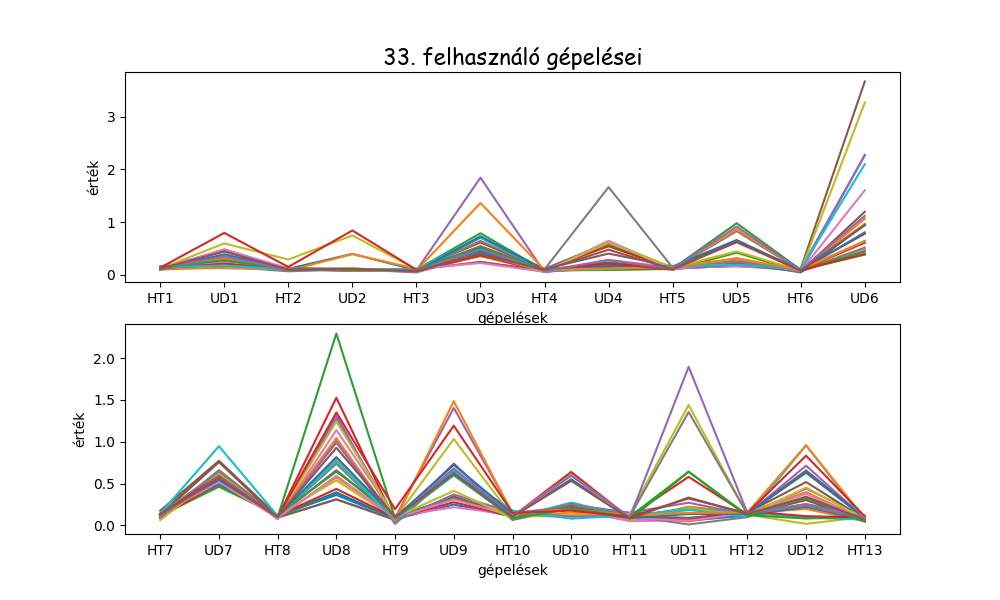 33. felhasználó gépelései
érték
3
2
1
0
HT1 UD1 HT2 UD2 HT3 UD3 HT4 UD4 HT5 UD5 HT6 UD6
gépelések
érték
2.0
1.5
1.0
0.5
0.0
HT7 UD7 HT8 UD8 HT9 UD9 HT10 UD10 HT11 UD11 HT12 UD12 HT13
gépelések